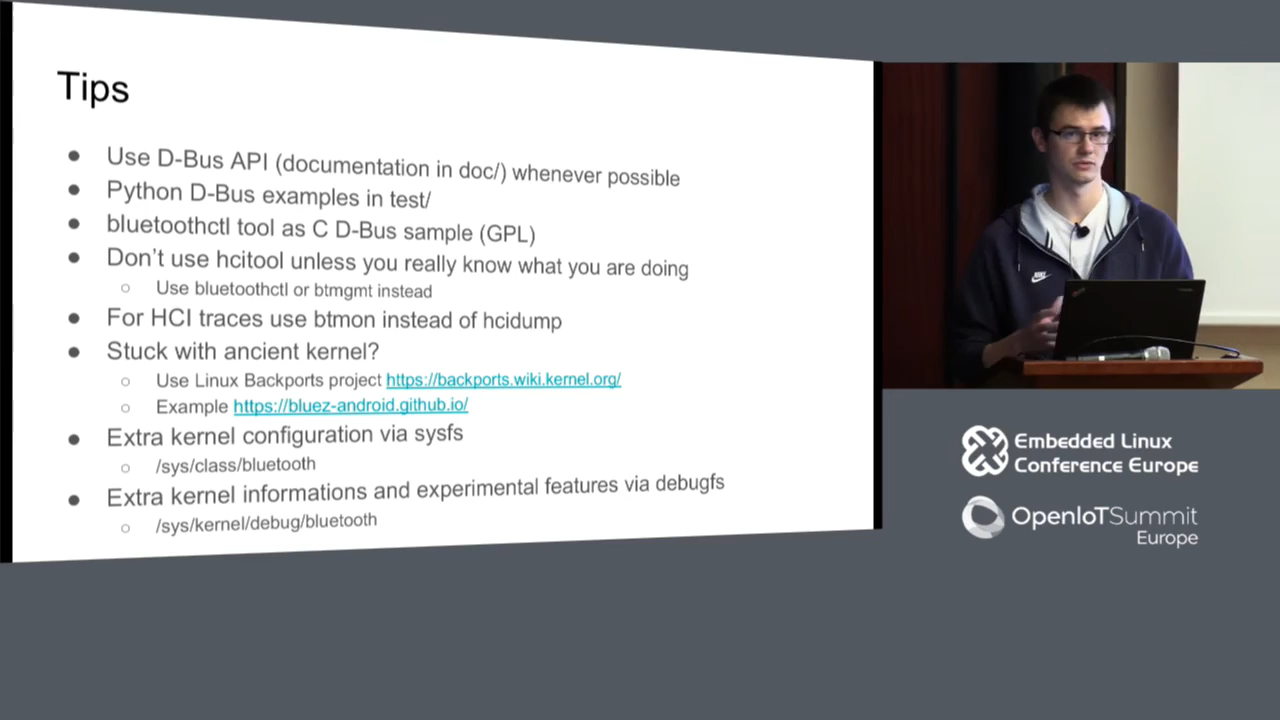 Tips
● Use D-Bus API (documentation in doc/) whenever possible
● Python D-Bus examples in test/
● bluetoothctl tool as C D-Bus sample (GPL)
● Don’t use hcitool unless you really know what you are doing
○ Use bluetoothctl or btmgmt instead
● For HCI traces use btmon instead of hcidump
● Stuck with ancient kernel?
○ Use Linux Backports project https://backports.wiki.kernel.org/
○ Example https://bluez-android.github.io/
● Extra kernel configuration via sysfs
○ /sys/class/bluetooth
● Extra kernel informations and experimental features via debugfs
○ /sys/kernel/debug/bluetooth
NIKE
Embedded Linux
Conference Europe
OpenIoTSummit
Europe